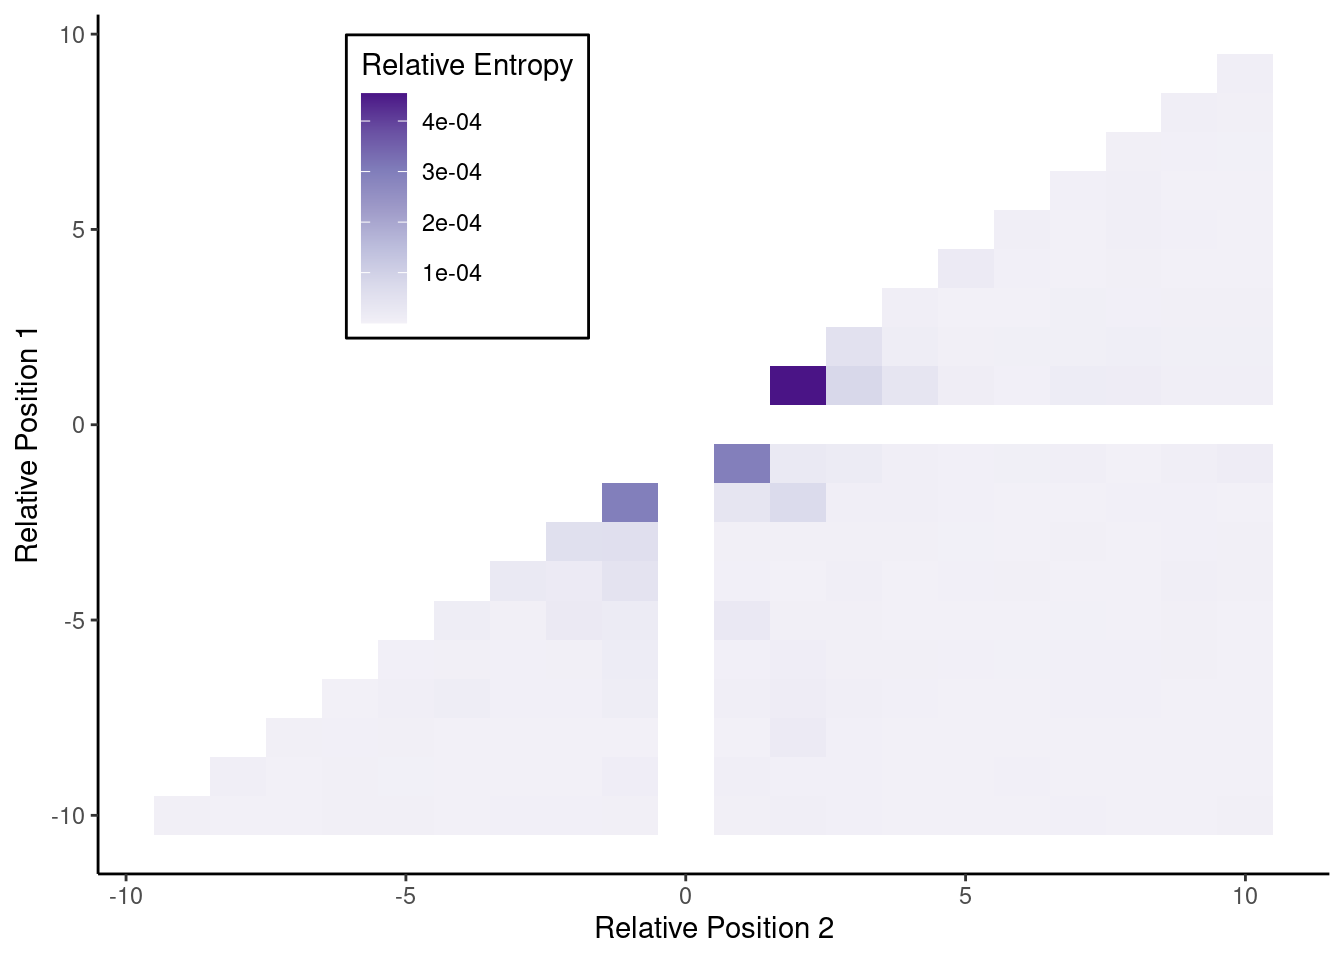 10
5
0
-5
-10
Relative Position 1
Relative Entropy
4e-04
3e-04
2e-04
1e-04
-10
-5
0
5
10
Relative Position 2